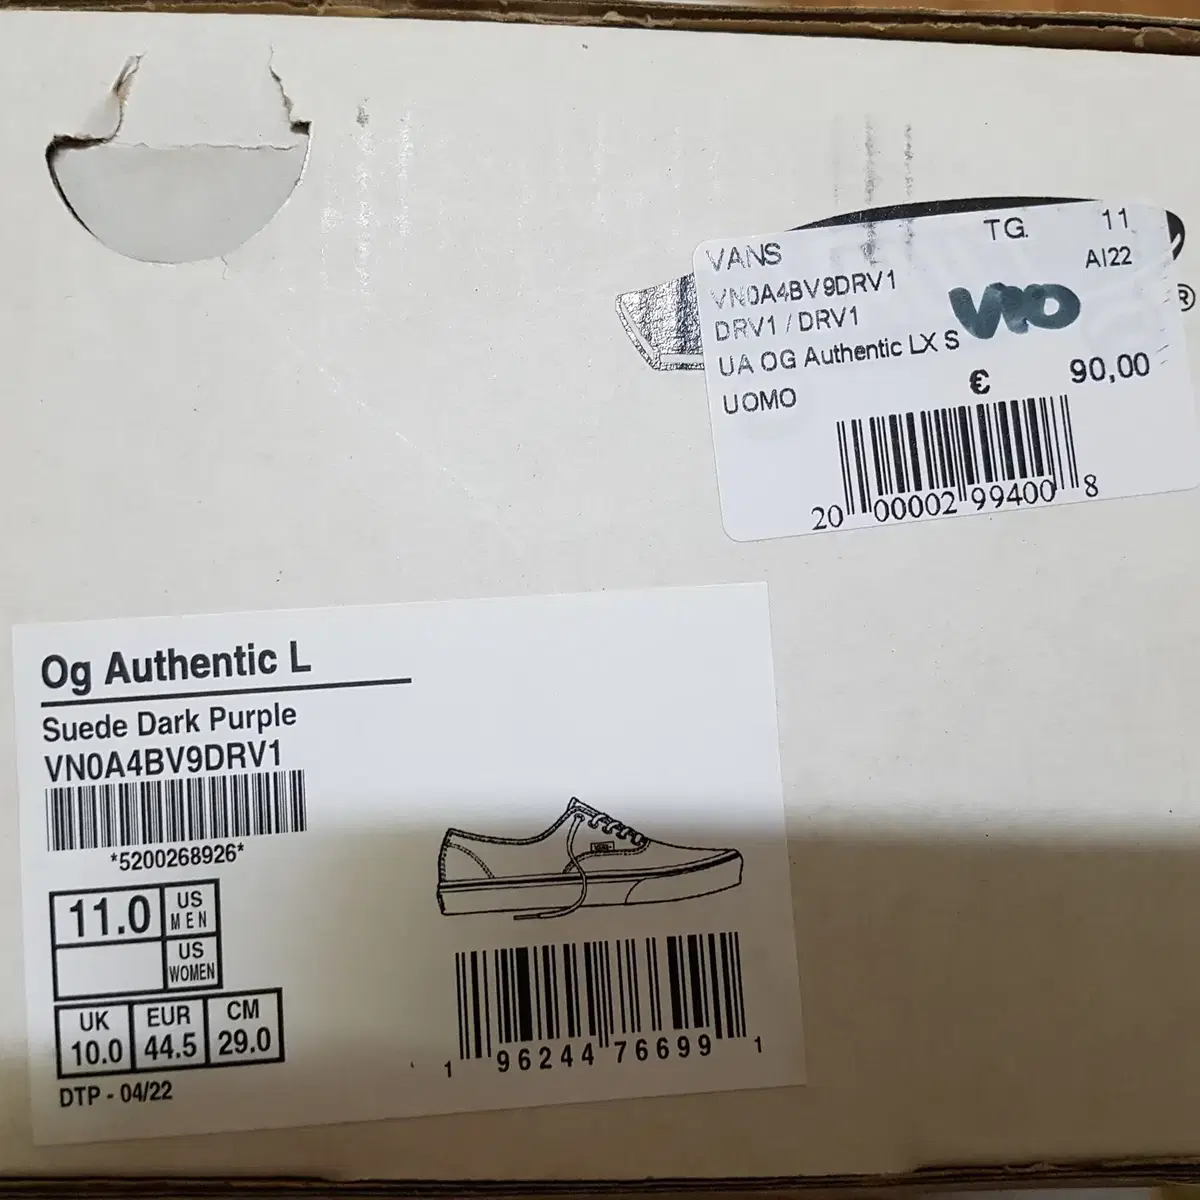 VANS TG. 11
VN0A4BV9DRV1 AI22
DRV1 / DRV1
UA OG Authentic LX S
UOMO € 90,00
20 00002 99400 8
®
Og Authentic L
Suede Dark Purple
VN0A4BV9DRV1
*5200268926*
11.0 US MEN
US WOMEN
UK EUR CM
10.0 44.5 29.0
DTP - 04/22
1 96244 76699 1